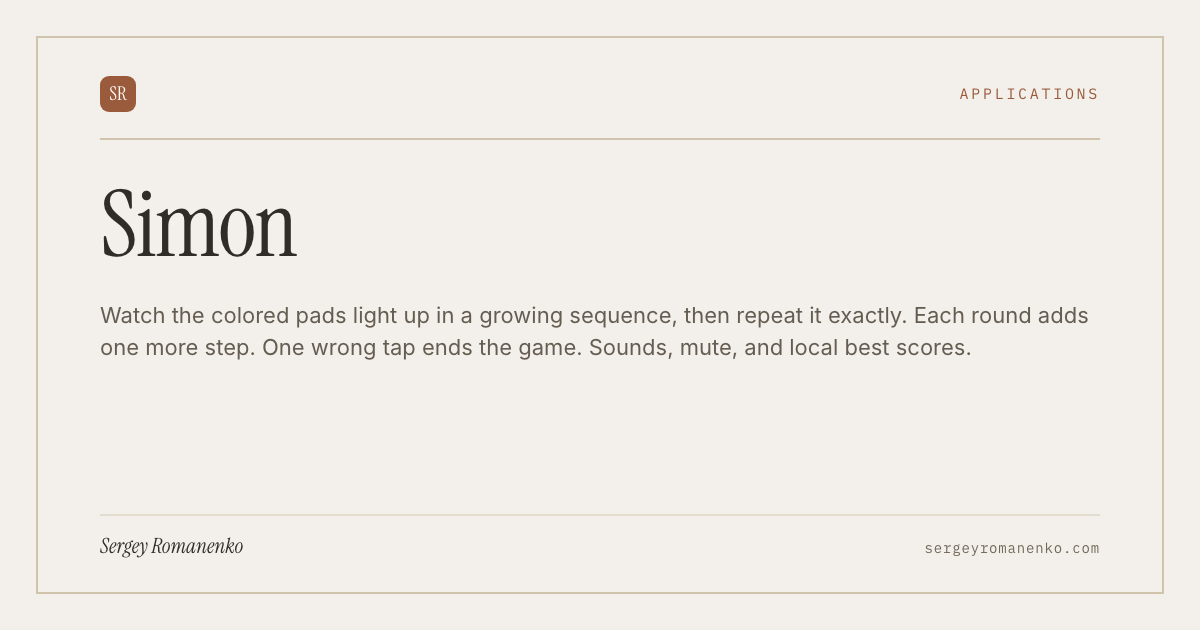 SR
APPLICATIONS
Simon
Watch the colored pads light up in a growing sequence, then repeat it exactly. Each round adds
one more step. One wrong tap ends the game. Sounds, mute, and local best scores.
Sergey Romanenko
sergeyromanenko.com